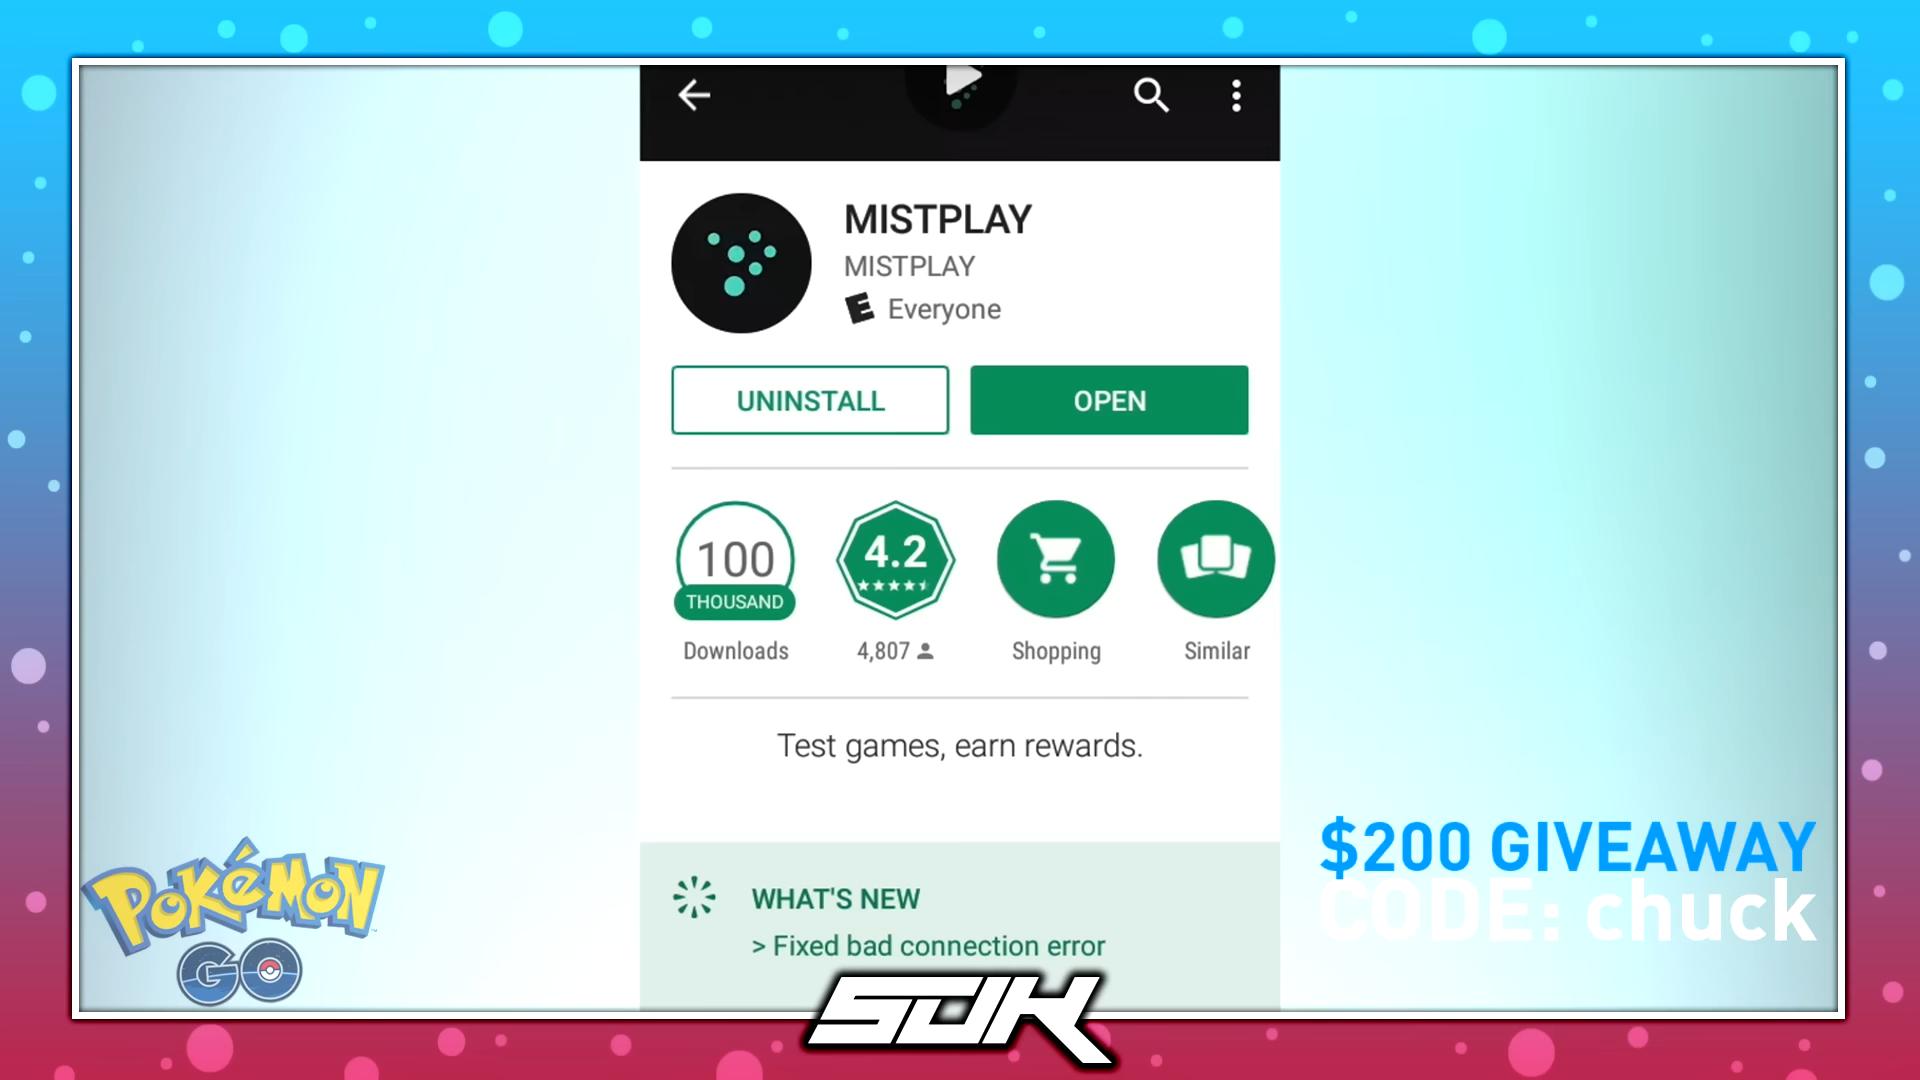 MISTPLAY
MISTPLAY
E Everyone
UNINSTALL
OPEN
100
THOUSAND
Downloads
4.2
4,807
Shopping
Similar
Test games, earn rewards.
WHAT'S NEW
> Fixed bad connection error
POKéMON
GO
$200 GIVEAWAY
CODE: chuck
SDK